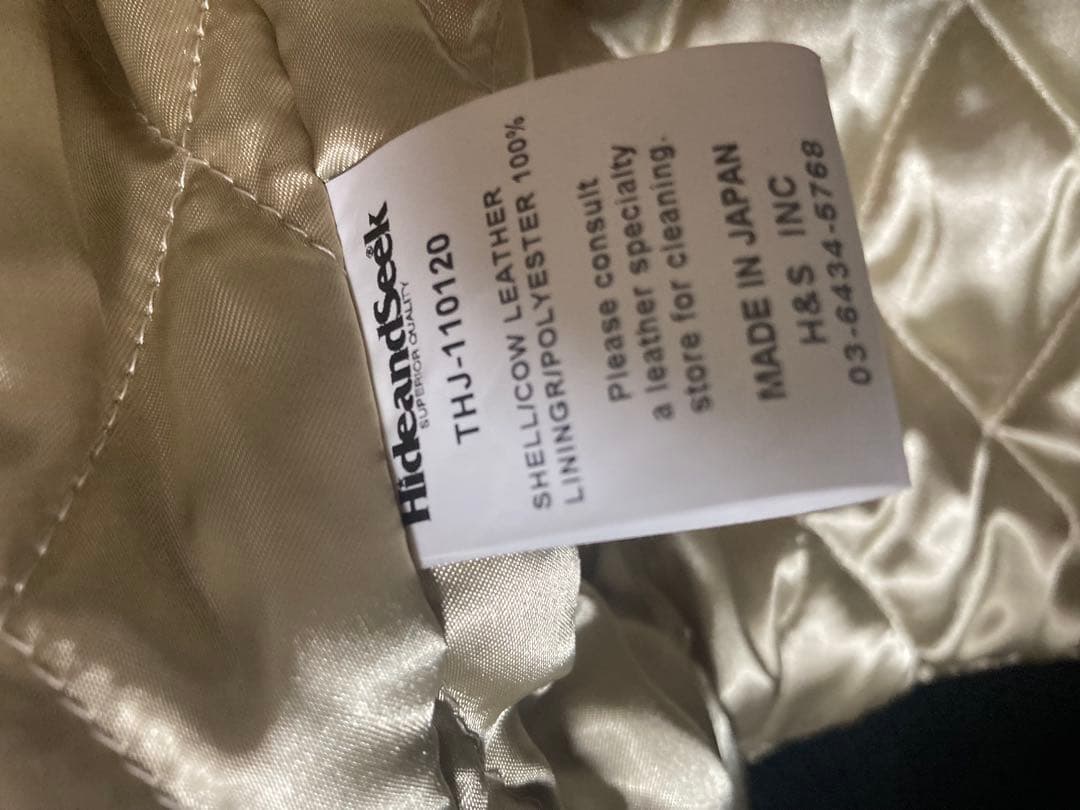 HideandSeek®
SUPERIOR QUALITY
THJ-110120
SHELL/COW LEATHER
LININGR/POLYESTER 100%
Please consult
a leather specialty
store for cleaning.
MADE IN JAPAN
H&S INC
03-6434-5768